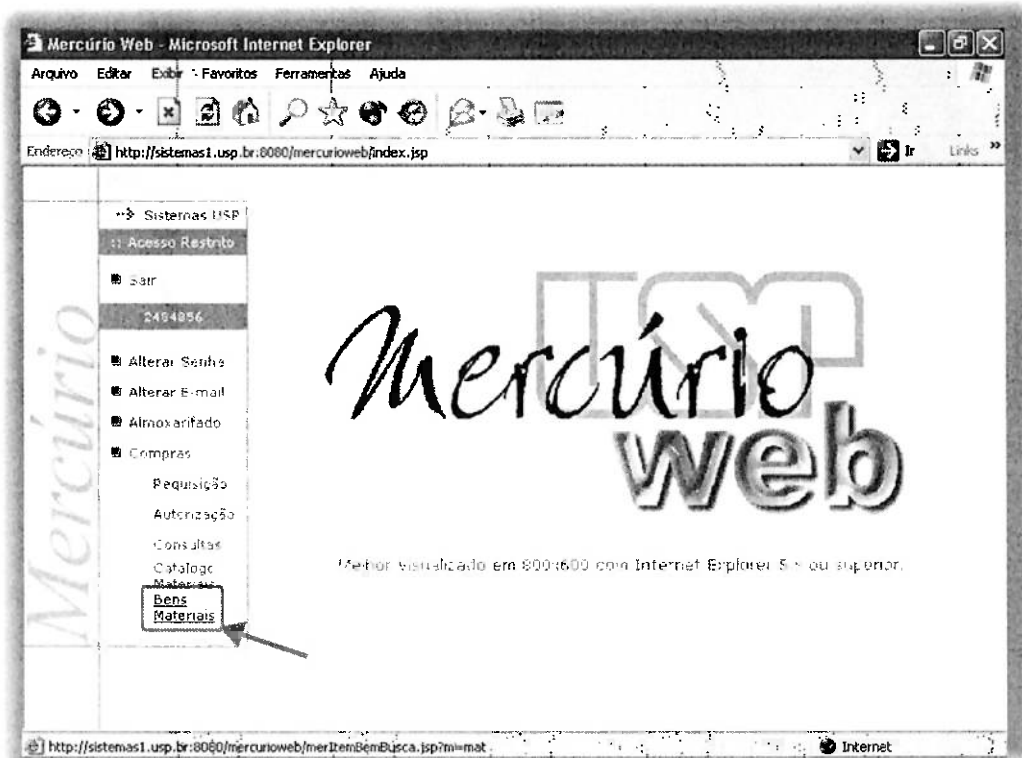 Mercúrio Web - Microsoft Internet Explorer
Arquivo Editar Exibir Favoritos Ferramentas Ajuda
Endereço http://sistemas1.usp.br:8080/mercurioweb/index.jsp Ir Links »
Mercúrio
Sistemas USP
:: Acesso Restrito
Sair
2484856
Alterar Senha
Alterar E-mail
Almoxarifado
Compras
Requisição
Autorização
Consultas
Catalogo
Materiais
Bens
Materiais
USP
Mercúrio
web
Melhor visualizado em 800x600 com Internet Explorer 5 ou superior.
http://sistemas1.usp.br:8080/mercurioweb/merItemBemBusca.jsp?m=mat Internet